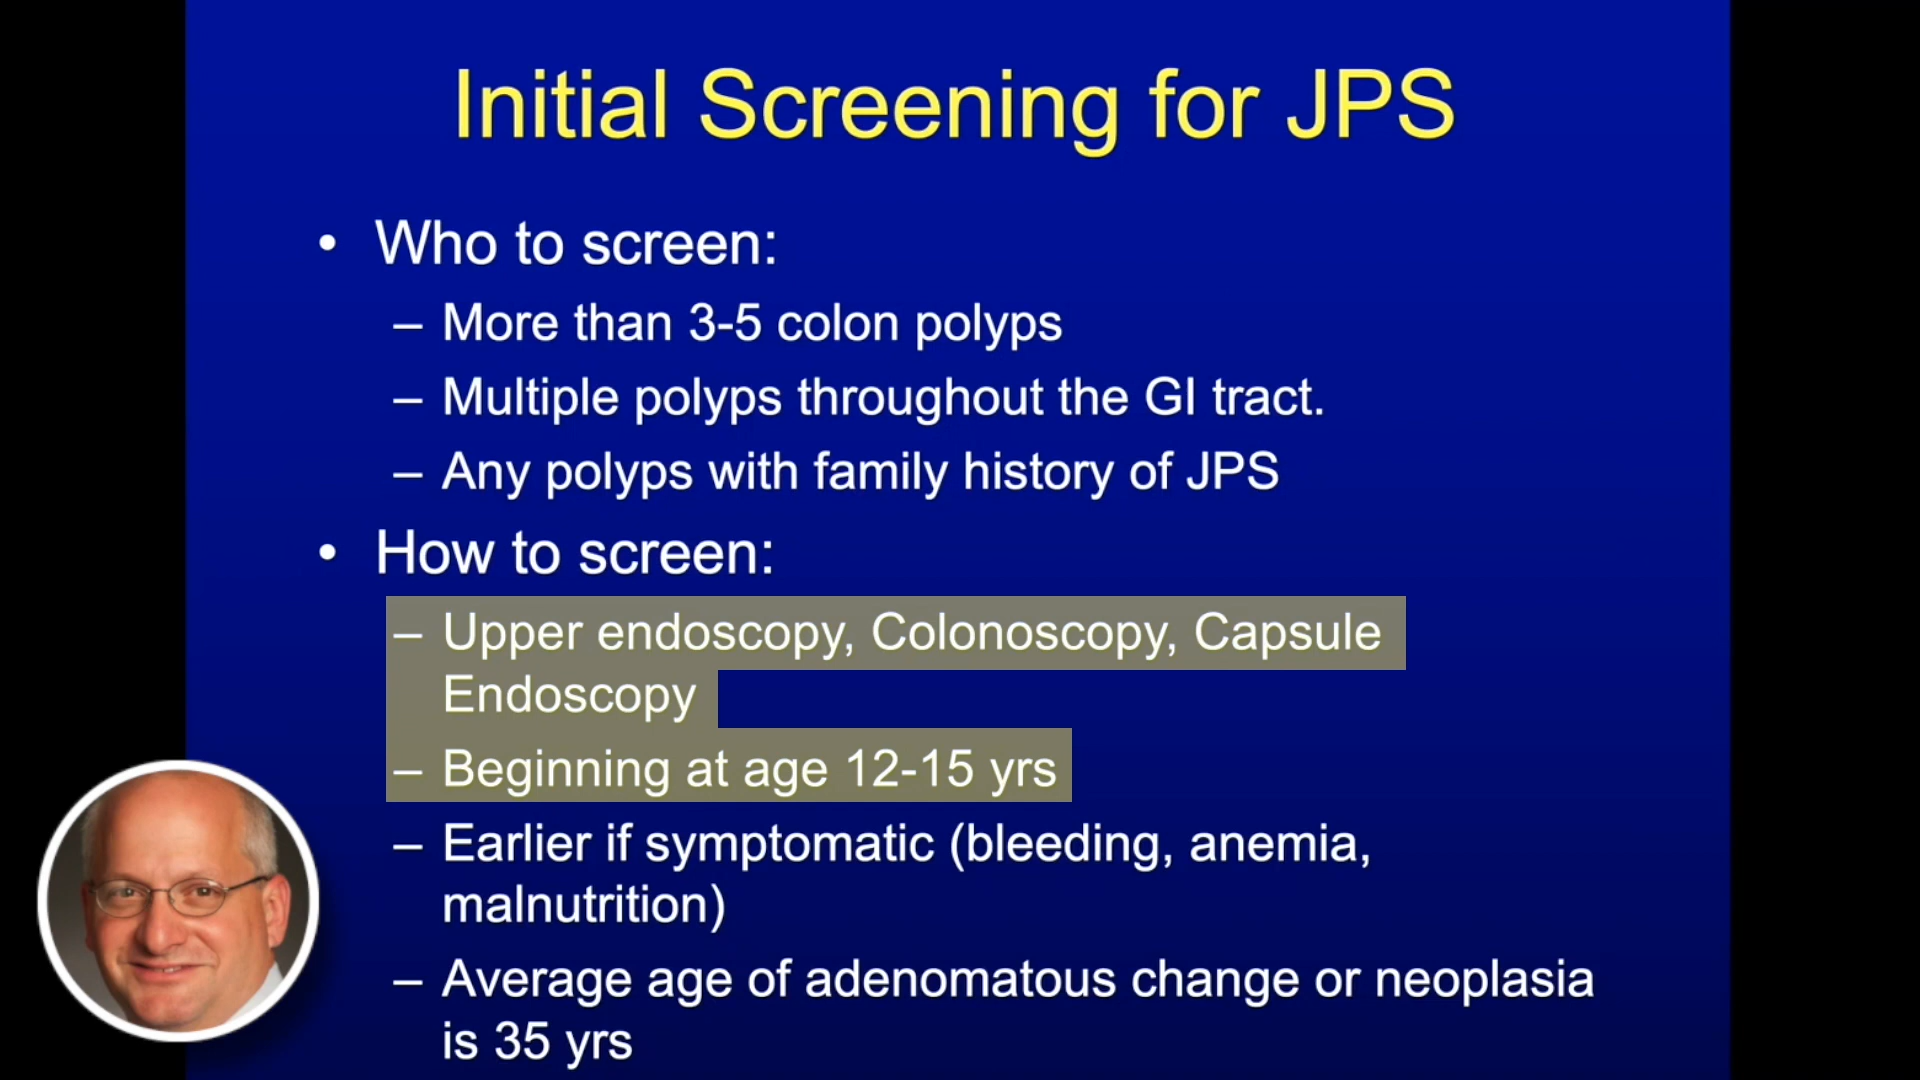 Initial Screening for JPS
• Who to screen:
– More than 3-5 colon polyps
– Multiple polyps throughout the GI tract.
– Any polyps with family history of JPS
• How to screen:
– Upper endoscopy, Colonoscopy, Capsule
Endoscopy
– Beginning at age 12-15 yrs
– Earlier if symptomatic (bleeding, anemia,
malnutrition)
– Average age of adenomatous change or neoplasia
is 35 yrs